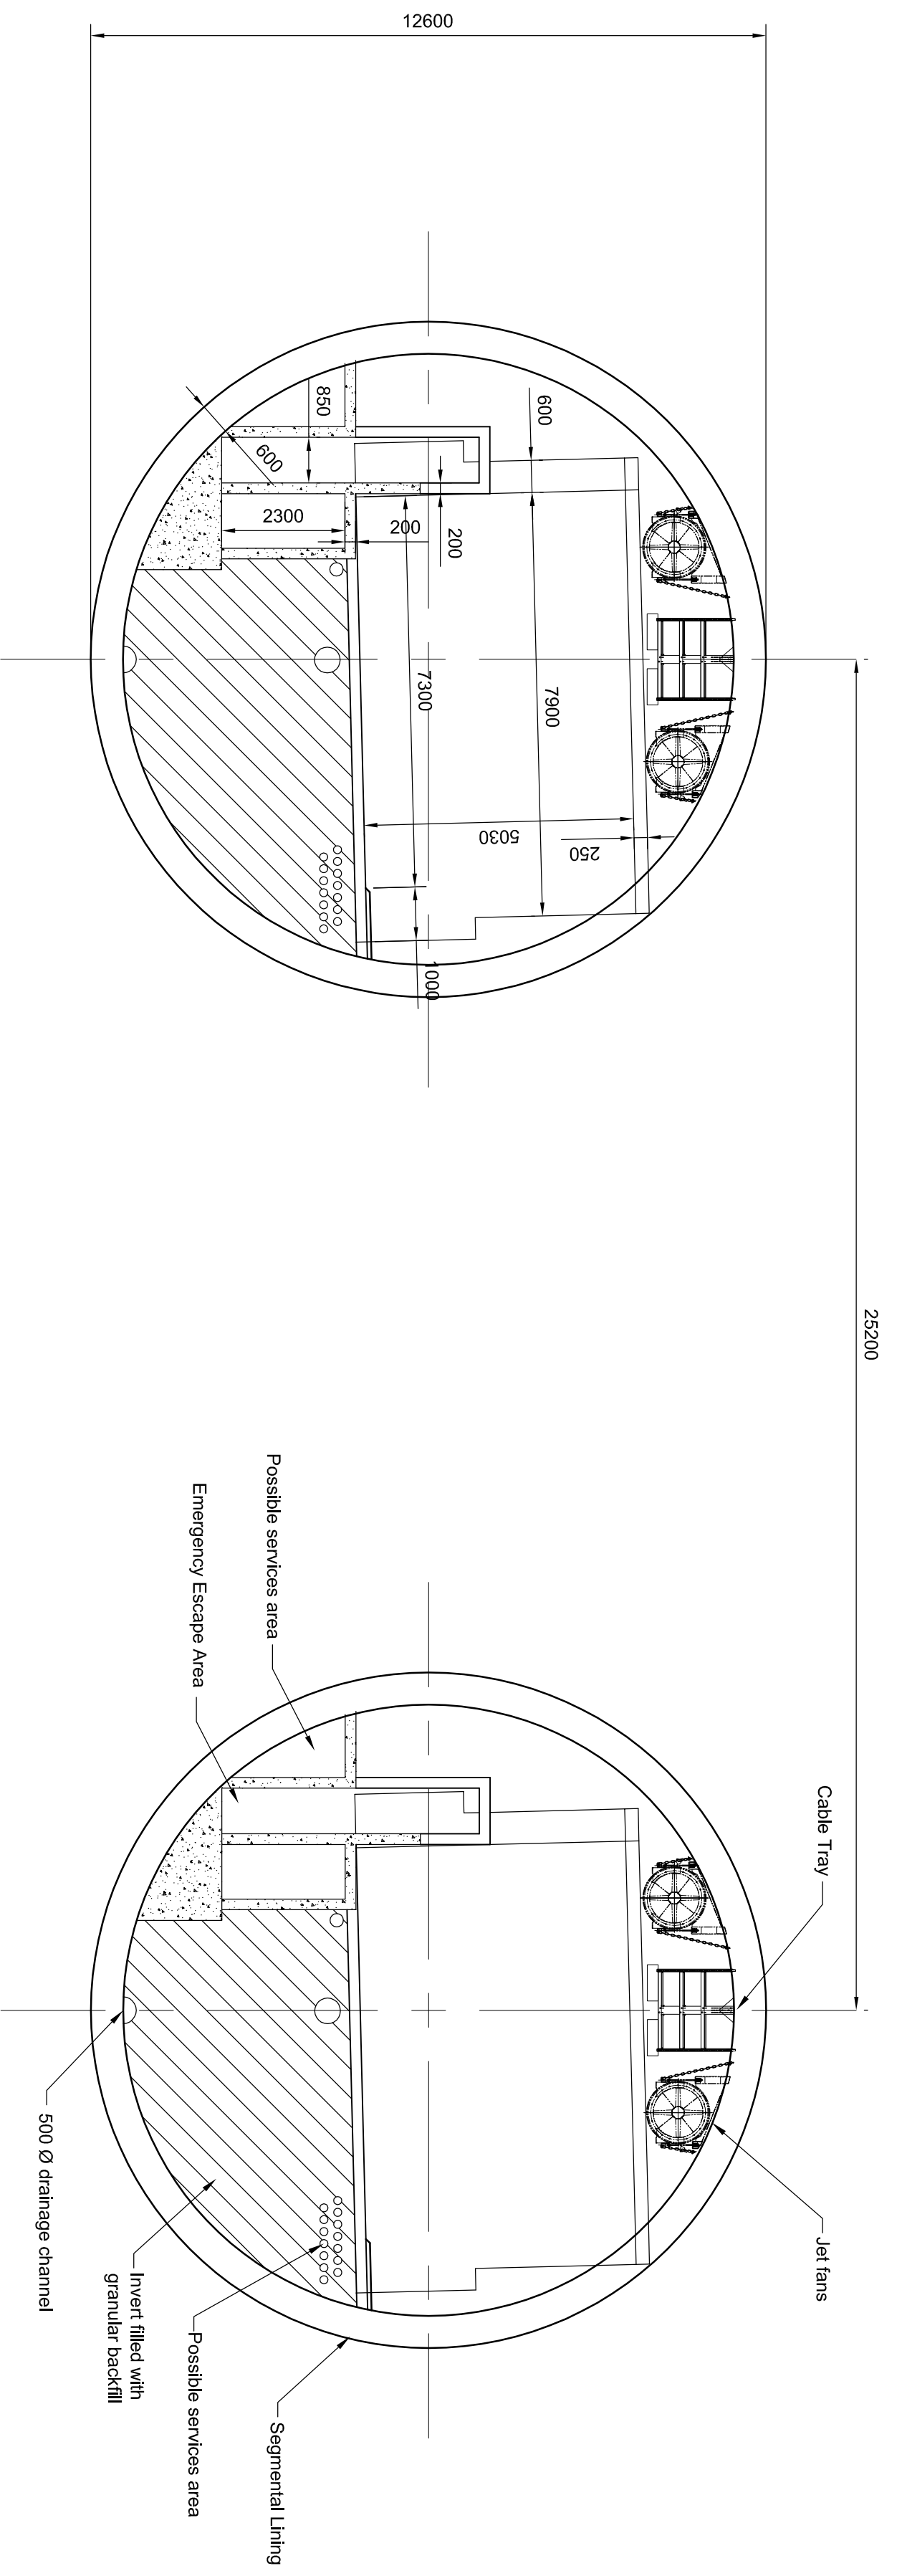 12600
850
600
600
2300
200
200
7300
7900
5030
250
1000
25200
Possible services area
Emergency Escape Area
Cable Tray
Jet fans
500 Ø drainage channel
Invert filled with
granular backfill
Possible services area
Segmental Lining